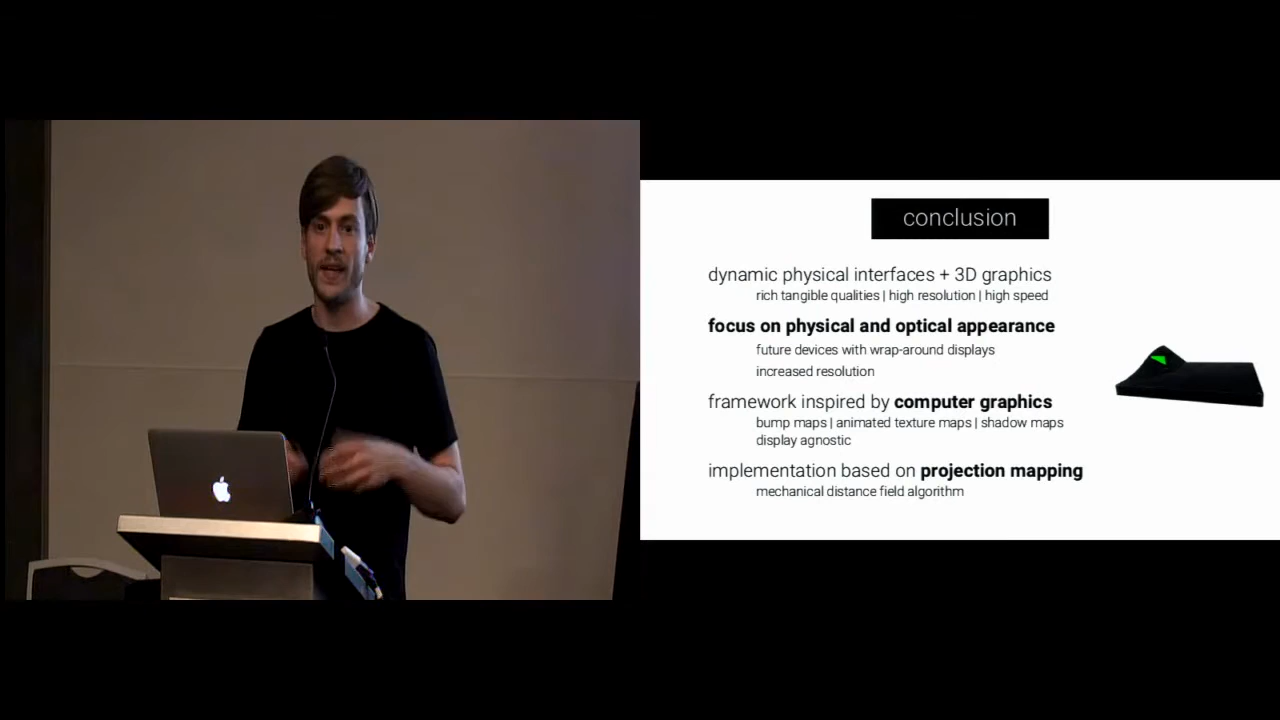 conclusion
dynamic physical interfaces + 3D graphics
rich tangible qualities | high resolution | high speed
focus on physical and optical appearance
future devices with wrap-around displays
increased resolution
framework inspired by computer graphics
bump maps | animated texture maps | shadow maps
display agnostic
implementation based on projection mapping
mechanical distance field algorithm